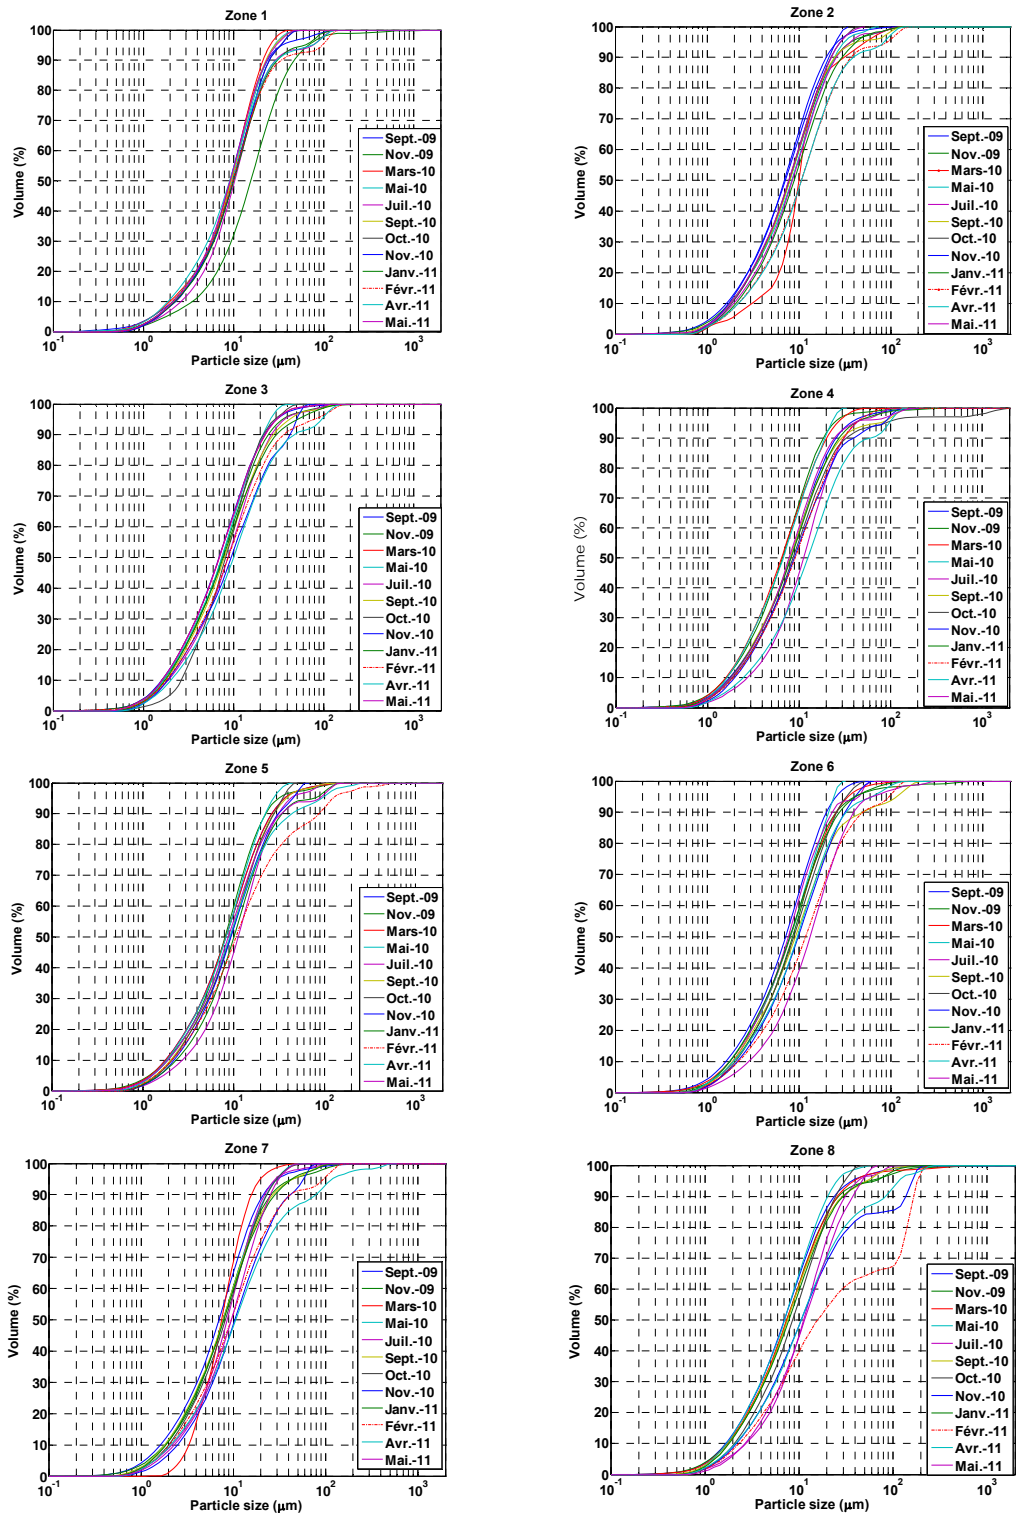 Zone 1
100
90
80
70
60
50
40
30
20
10
0
Volume (%)
10-1 100 101 102 103
Particle size (µm)
Sept.-09
Nov.-09
Mars-10
Mai-10
Juil.-10
Sept.-10
Oct.-10
Nov.-10
Janv.-11
Févr.-11
Avr.-11
Mai.-11
Zone 2
100
90
80
70
60
50
40
30
20
10
0
Volume (%)
10-1 100 101 102 103
Particle size (µm)
Sept.-09
Nov.-09
Mars-10
Mai-10
Juil.-10
Sept.-10
Oct.-10
Nov.-10
Janv.-11
Févr.-11
Avr.-11
Mai.-11
Zone 3
100
90
80
70
60
50
40
30
20
10
0
Volume (%)
10-1 100 101 102 103
Particle size (µm)
Sept.-09
Nov.-09
Mars-10
Mai-10
Juil.-10
Sept.-10
Oct.-10
Nov.-10
Janv.-11
Févr.-11
Avr.-11
Mai.-11
Zone 4
100
90
80
70
60
50
40
30
20
10
0
Volume (%)
10-1 100 101 102 103
Particle size (µm)
Sept.-09
Nov.-09
Mars-10
Mai-10
Juil.-10
Sept.-10
Oct.-10
Nov.-10
Janv.-11
Févr.-11
Avr.-11
Mai.-11
Zone 5
100
90
80
70
60
50
40
30
20
10
0
Volume (%)
10-1 100 101 102 103
Particle size (µm)
Sept.-09
Nov.-09
Mars-10
Mai-10
Juil.-10
Sept.-10
Oct.-10
Nov.-10
Janv.-11
Févr.-11
Avr.-11
Mai.-11
Zone 6
100
90
80
70
60
50
40
30
20
10
0
Volume (%)
10-1 100 101 102 103
Particle size (µm)
Sept.-09
Nov.-09
Mars-10
Mai-10
Juil.-10
Sept.-10
Oct.-10
Nov.-10
Janv.-11
Févr.-11
Avr.-11
Mai.-11
Zone 7
100
90
80
70
60
50
40
30
20
10
0
Volume (%)
10-1 100 101 102 103
Particle size (µm)
Sept.-09
Nov.-09
Mars-10
Mai-10
Juil.-10
Sept.-10
Oct.-10
Nov.-10
Janv.-11
Févr.-11
Avr.-11
Mai.-11
Zone 8
100
90
80
70
60
50
40
30
20
10
0
Volume (%)
10-1 100 101 102 103
Particle size (µm)
Sept.-09
Nov.-09
Mars-10
Mai-10
Juil.-10
Sept.-10
Oct.-10
Nov.-10
Janv.-11
Févr.-11
Avr.-11
Mai.-11